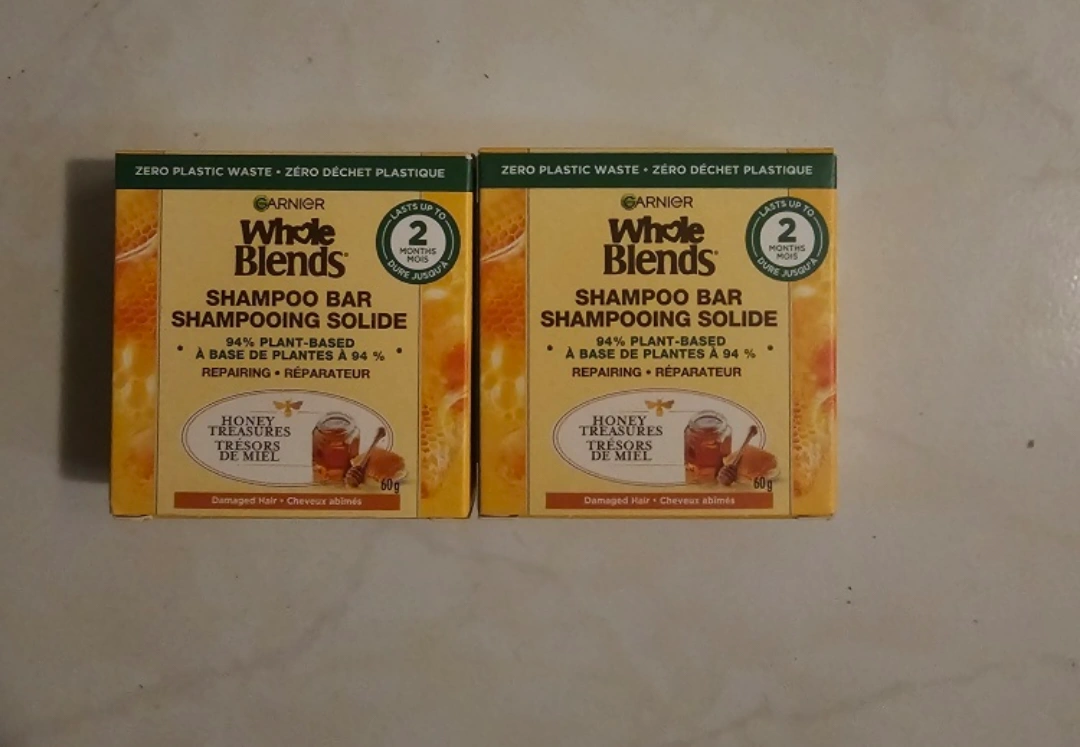 ZERO PLASTIC WASTE • ZÉRO DÉCHET PLASTIQUE
GARNIER
Whole
Blends®
LASTS UP TO
2
MONTHS
MOIS
DURE JUSQU'À
SHAMPOO BAR
SHAMPOOING SOLIDE
94% PLANT-BASED
• À BASE DE PLANTES À 94 % •
REPAIRING • RÉPARATEUR
HONEY
TREASURES
TRÉSORS
DE MIEL
60 g
Damaged Hair • Cheveux abîmés
ZERO PLASTIC WASTE • ZÉRO DÉCHET PLASTIQUE
GARNIER
Whole
Blends®
LASTS UP TO
2
MONTHS
MOIS
DURE JUSQU'À
SHAMPOO BAR
SHAMPOOING SOLIDE
94% PLANT-BASED
• À BASE DE PLANTES À 94 % •
REPAIRING • RÉPARATEUR
HONEY
TREASURES
TRÉSORS
DE MIEL
60 g
Damaged Hair • Cheveux abîmés